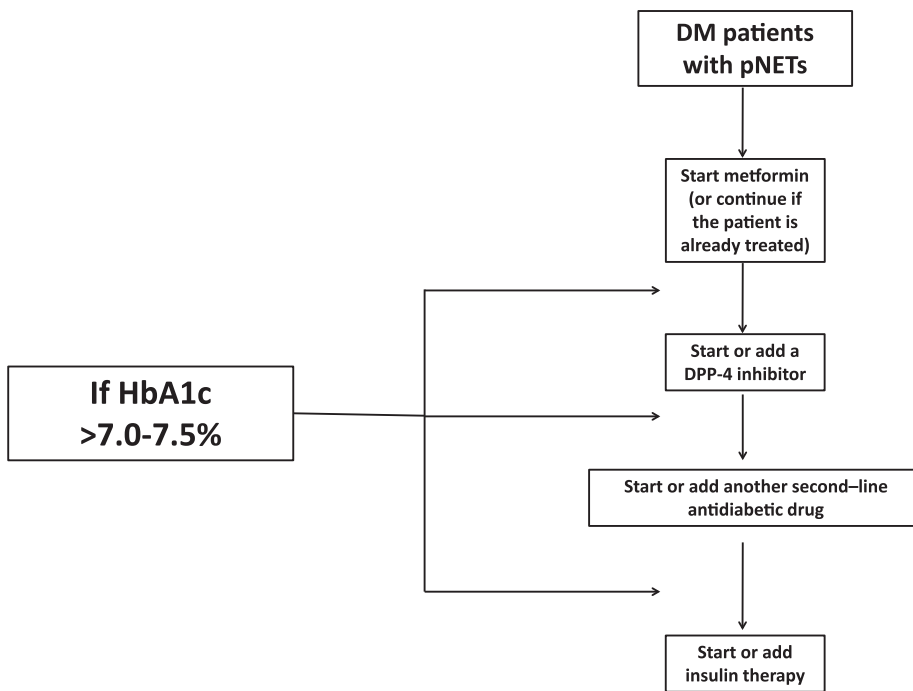 DM patients
with pNETs
Start metformin
(or continue if
the patient is
already treated)
Start or add a
DPP-4 inhibitor
If HbA1c
>7.0-7.5%
Start or add another second–line
antidiabetic drug
Start or add
insulin therapy